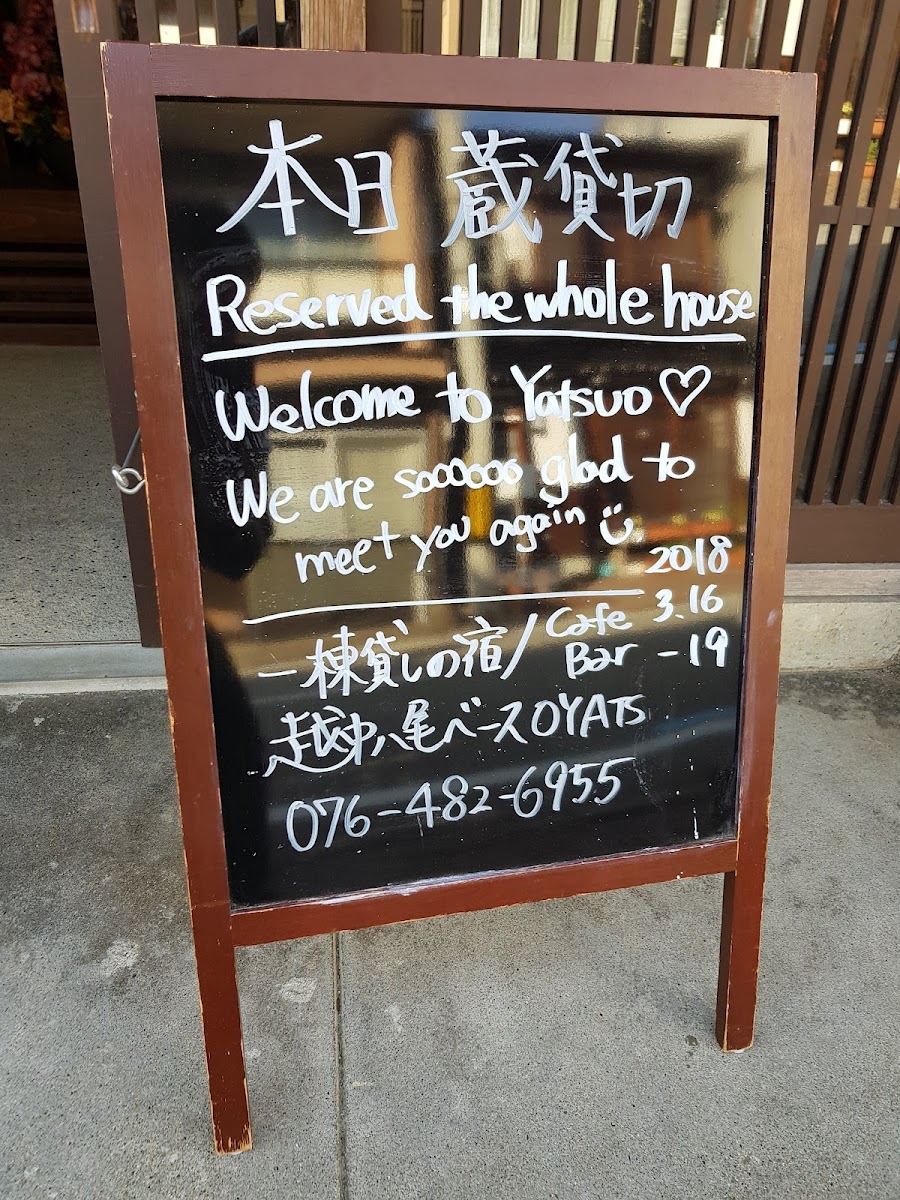 本日 蔵貸切
Reserved the whole house
Welcome to Yatsuo♡
We are soooooo glad to
meet you again
2018
3.16
-19
一棟貸しの宿/Cafe Bar
越中八尾ベースOYATS
076-482-6955